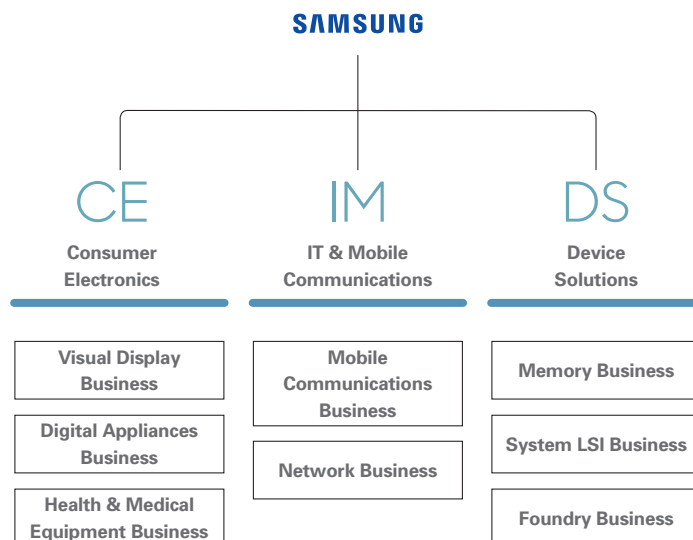 SAMSUNG
CE
Consumer
Electronics
Visual Display
Business
Digital Appliances
Business
Health & Medical
Equipment Business
IM
IT & Mobile
Communications
Mobile
Communications
Business
Network Business
DS
Device
Solutions
Memory Business
System LSI Business
Foundry Business